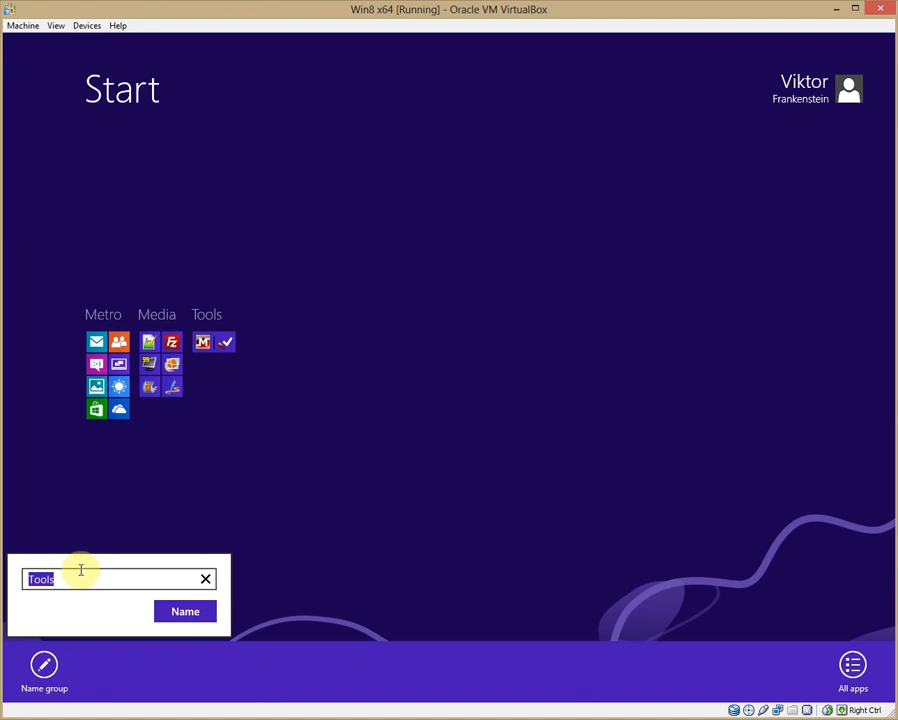 Win8 x64 [Running] - Oracle VM VirtualBox
Machine View Devices Help
Start
Viktor
Frankenstein
Metro Media Tools
Tools
Name
Name group
All apps
Right Ctrl